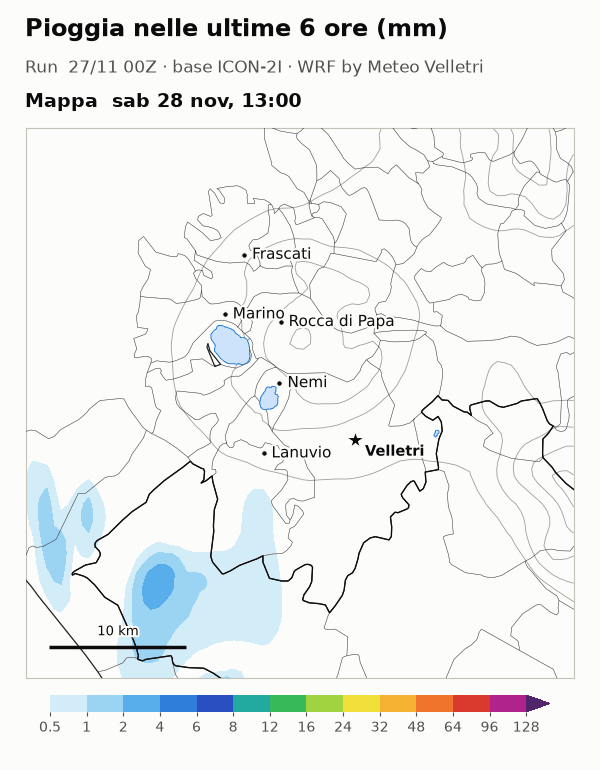 Pioggia nelle ultime 6 ore (mm)
Run  27/11 00Z · base ICON-2I · WRF by Meteo Velletri
Mappa  sab 28 nov, 13:00
Frascati
Marino
Rocca di Papa
Nemi
Velletri
Lanuvio
10 km
0.5 1 2 4 6 8 12 16 24 32 48 64 96 128